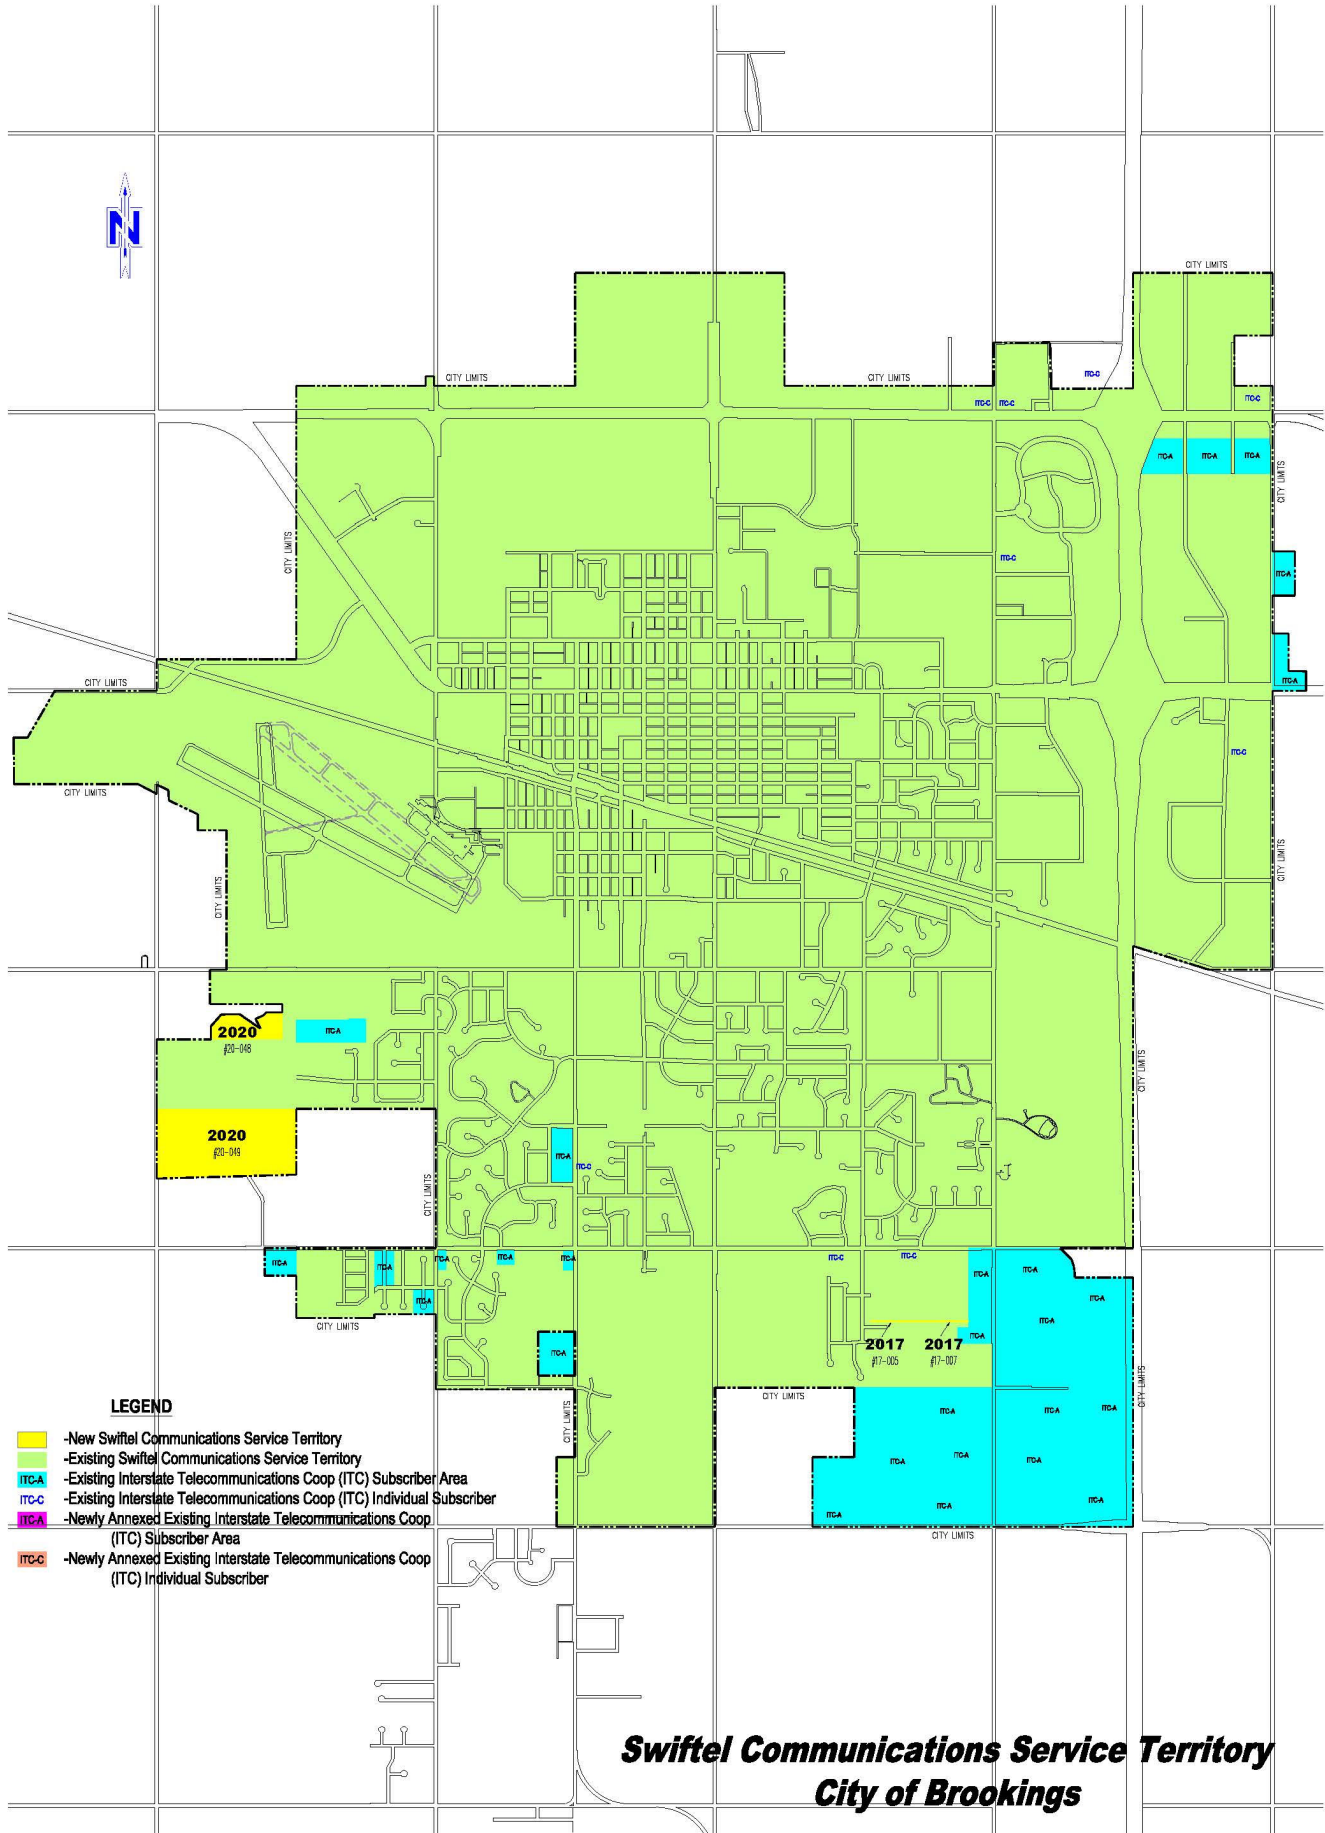 N
CITY LIMITS
CITY LIMITS
CITY LIMITS
ITC-C
ITC-C
ITC-C
ITC-C
ITC-A
ITC-A
ITC-A
CITY LIMITS
CITY LIMITS
ITC-C
ITC-A
CITY LIMITS
ITC-A
ITC-C
CITY LIMITS
CITY LIMITS
CITY LIMITS
2020
#20-048
ITC-A
CITY LIMITS
2020
#20-049
ITC-A
ITC-C
CITY LIMITS
ITC-A
ITC-A
ITC-A
ITC-A
ITC-A
ITC-C
ITC-C
ITC-A
ITC-A
ITC-A
ITC-A
ITC-A
CITY LIMITS
ITC-A
2017
#17-005
2017
#17-007
ITC-A
CITY LIMITS
CITY LIMITS
CITY LIMITS
ITC-A
ITC-A
ITC-A
ITC-A
ITC-A
ITC-A
ITC-A
ITC-A
ITC-A
CITY LIMITS
LEGEND
-New Swiftel Communications Service Territory
-Existing Swiftel Communications Service Territory
ITC-A -Existing Interstate Telecommunications Coop (ITC) Subscriber Area
ITC-C -Existing Interstate Telecommunications Coop (ITC) Individual Subscriber
ITC-A -Newly Annexed Existing Interstate Telecommunications Coop
(ITC) Subscriber Area
ITC-C -Newly Annexed Existing Interstate Telecommunications Coop
(ITC) Individual Subscriber
Swiftel Communications Service Territory
City of Brookings